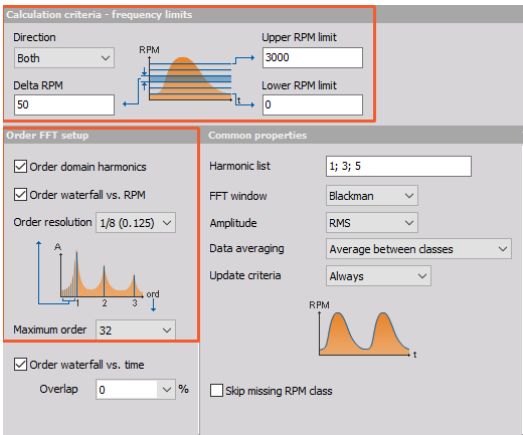 Calculation criteria - frequency limits
Direction
Upper RPM limit
Both
RPM
3000
Delta RPM
Lower RPM limit
50
t
0
Order FFT setup
Common properties
Order domain harmonics
Harmonic list
1; 3; 5
Order waterfall vs. RPM
FFT window
Blackman
Order resolution
1/8 (0.125)
Amplitude
RMS
A
Data averaging
Average between classes
Update criteria
Always
1
2
3
ord
RPM
Maximum order
32
t
Order waterfall vs. time
Overlap
0
%
Skip missing RPM class